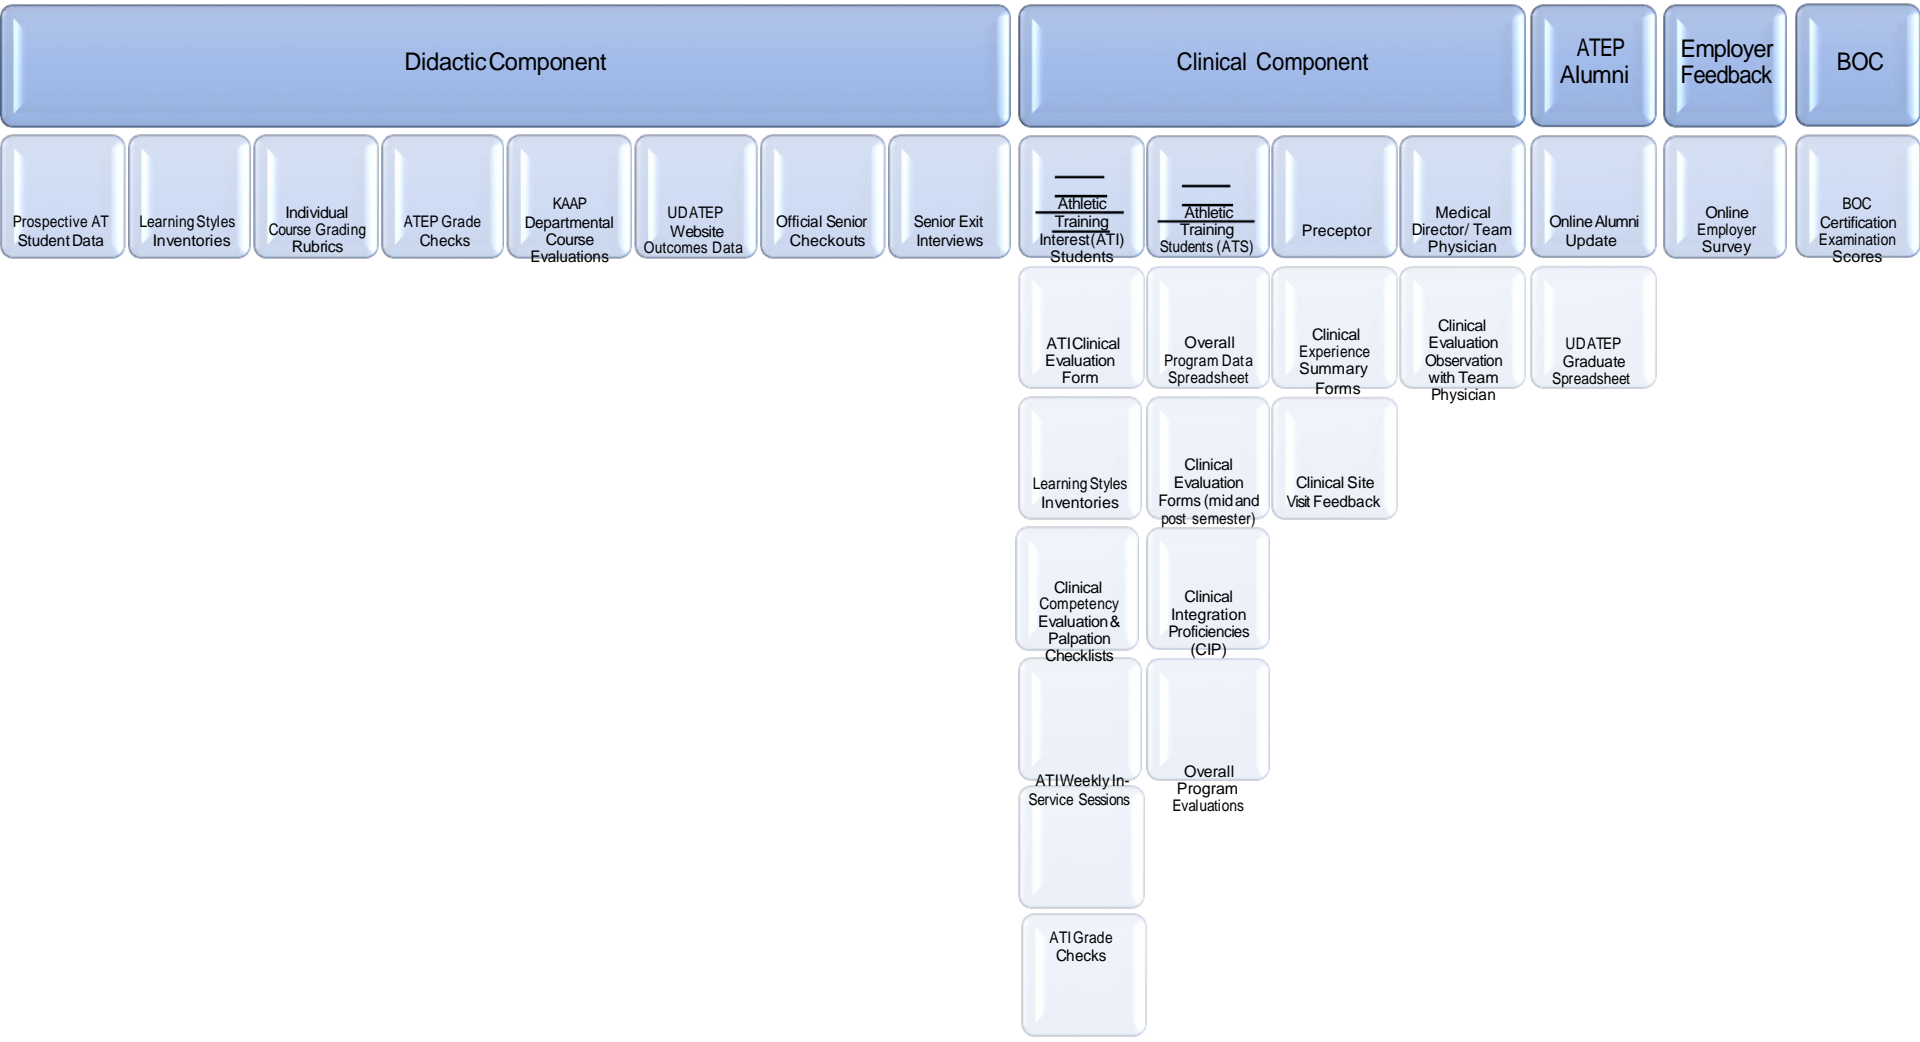 Didactic Component
Clinical Component
ATEP
Alumni
Employer
Feedback
BOC
Prospective AT
Student Data
Learning Styles
Inventories
Individual
Course Grading
Rubrics
ATEP Grade
Checks
KAAP
Departmental
Course
Evaluations
UD ATEP
Website
Outcomes Data
Official Senior
Checkouts
Senior Exit
Interviews
Athletic
Training
Interest (ATI)
Students
Athletic
Training
Students (ATS)
Preceptor
Medical
Director/ Team
Physician
Online Alumni
Update
Online
Employer
Survey
BOC
Certification
Examination
Scores
ATI Clinical
Evaluation
Form
Overall
Program Data
Spreadsheet
Clinical
Experience
Summary
Forms
Clinical
Evaluation
Observation
with Team
Physician
UD ATEP
Graduate
Spreadsheet
Learning Styles
Inventories
Clinical
Evaluation
Forms (mid and
post semester)
Clinical Site
Visit Feedback
Clinical
Competency
Evaluation &
Palpation
Checklists
Clinical
Integration
Proficiencies
(CIP)
ATI Weekly In-
Service Sessions
Overall
Program
Evaluations
ATI Grade
Checks